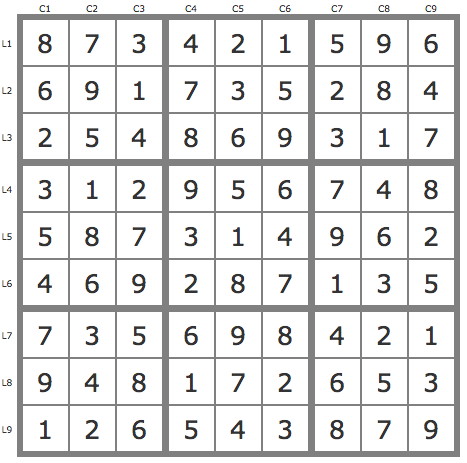 C1 C2 C3 C4 C5 C6 C7 C8 C9
L1 8 7 3 4 2 1 5 9 6
L2 6 9 1 7 3 5 2 8 4
L3 2 5 4 8 6 9 3 1 7
L4 3 1 2 9 5 6 7 4 8
L5 5 8 7 3 1 4 9 6 2
L6 4 6 9 2 8 7 1 3 5
L7 7 3 5 6 9 8 4 2 1
L8 9 4 8 1 7 2 6 5 3
L9 1 2 6 5 4 3 8 7 9